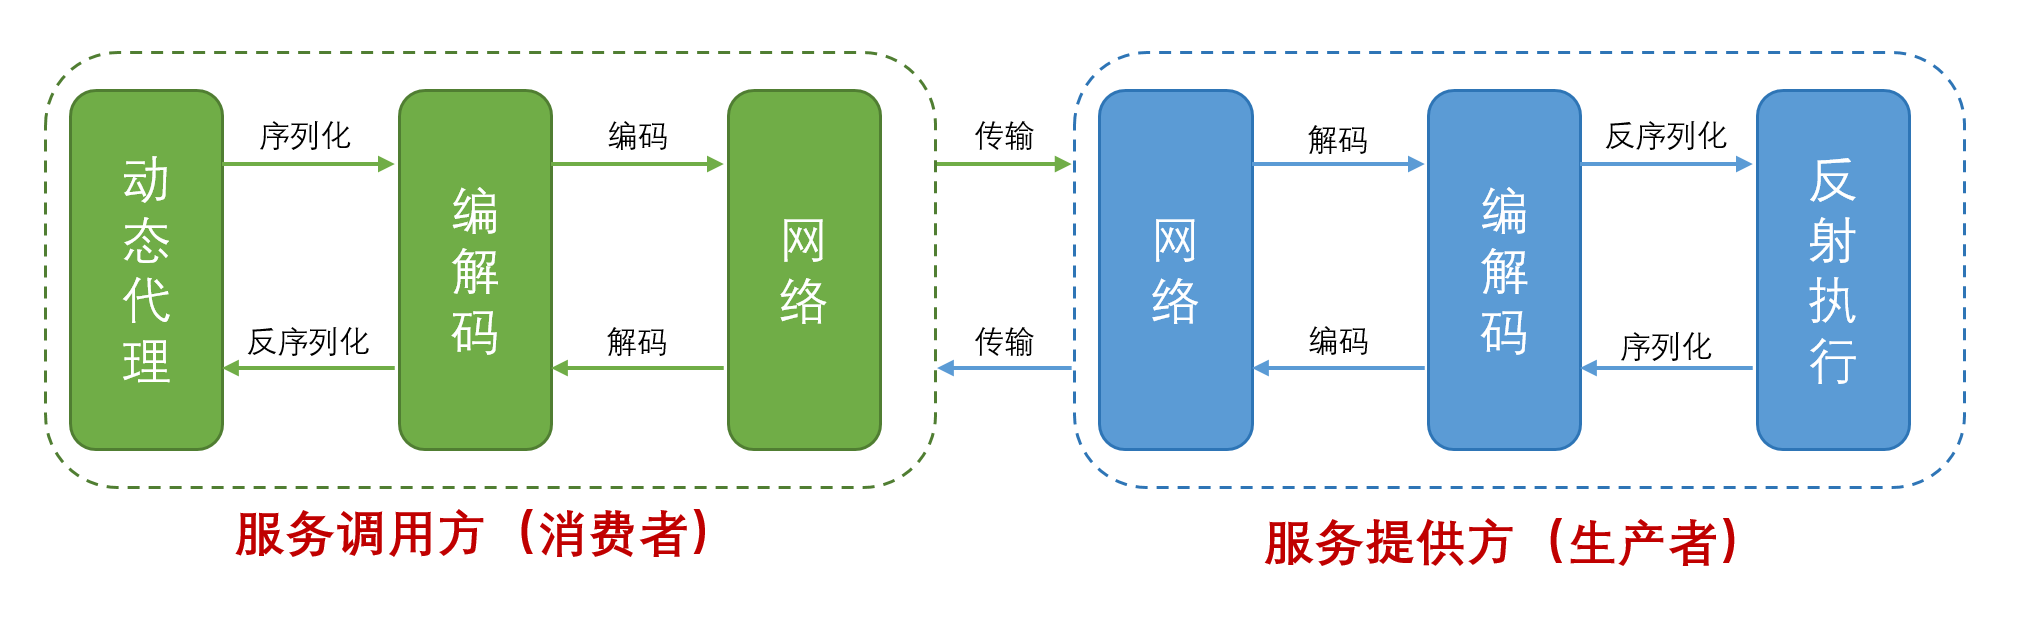 序列化
编码
传输
解码
反序列化
动态代理
编解码
网络
网络
编解码
反射执行
反序列化
解码
传输
编码
序列化
服务调用方（消费者）
服务提供方（生产者）